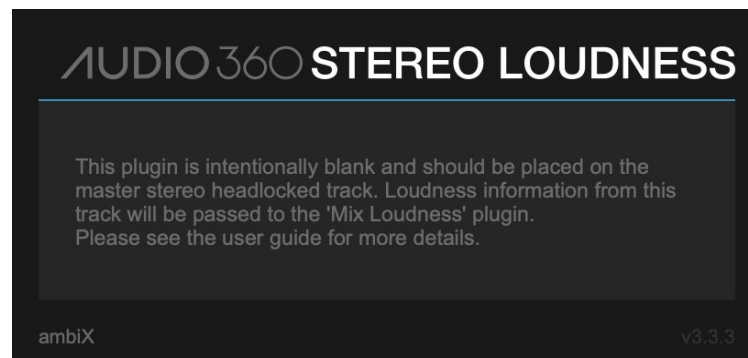 AUDIO 360 STEREO LOUDNESS
This plugin is intentionally blank and should be placed on the
master stereo headlocked track. Loudness information from this
track will be passed to the 'Mix Loudness' plugin.
Please see the user guide for more details.
ambiX v3.3.3